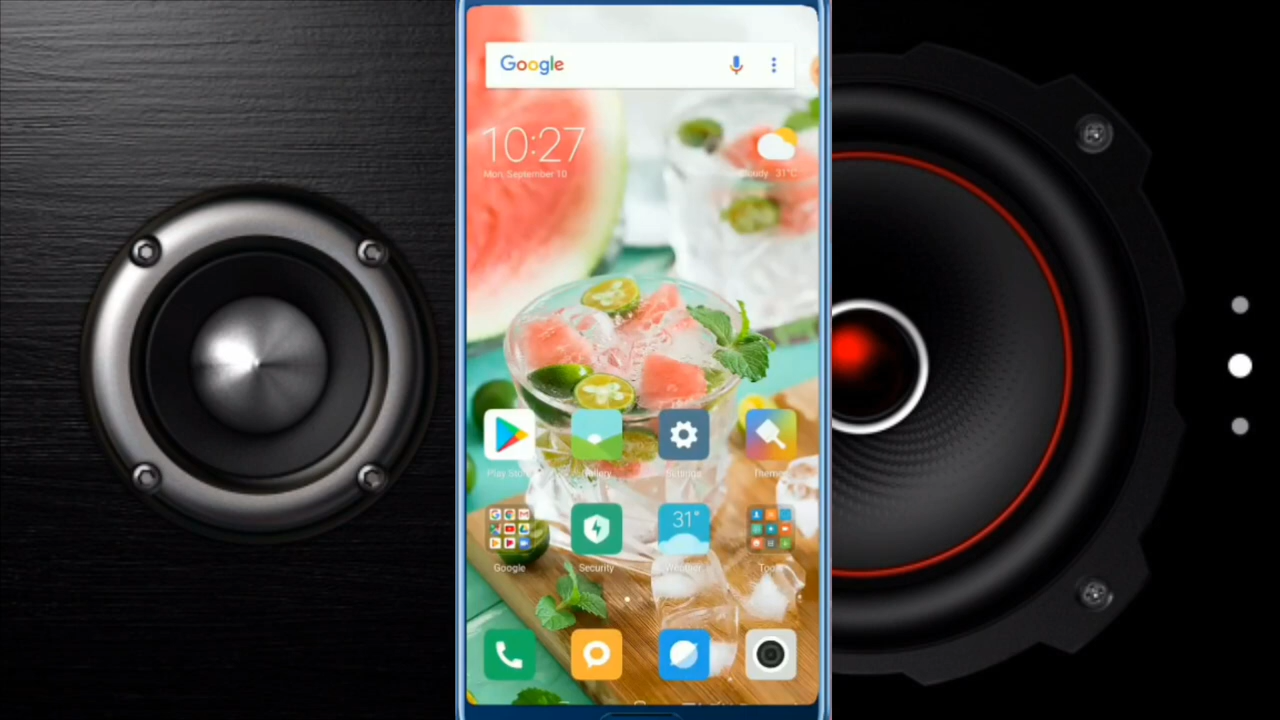 Google
10:27
Mon, September 10
Cloudy 31°C
Play Store
Gallery
Settings
Themes
31°
Google
Security
Weather
Tools